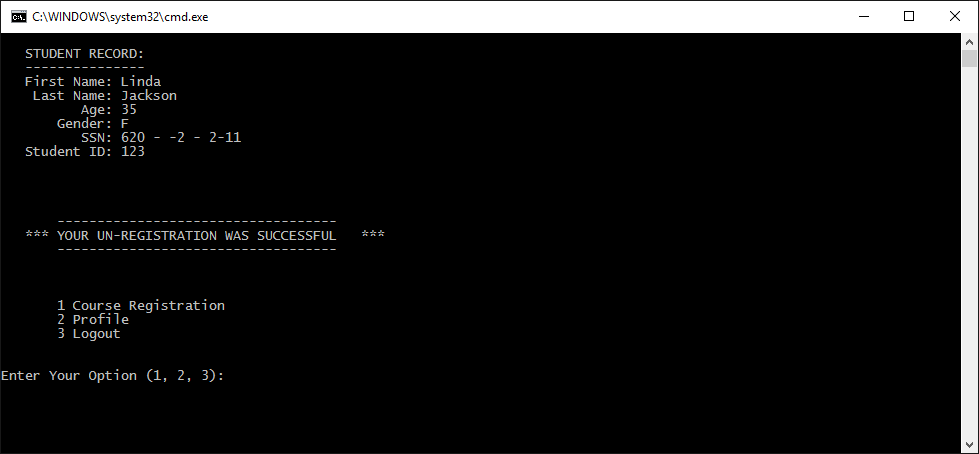 C:\WINDOWS\system32\cmd.exe
STUDENT RECORD:
---------------
First Name: Linda
Last Name: Jackson
Age: 35
Gender: F
SSN: 620 - -2 - 2-11
Student ID: 123
-----------------------------------
*** YOUR UN-REGISTRATION WAS SUCCESSFUL ***
-----------------------------------
1 Course Registration
2 Profile
3 Logout
Enter Your Option (1, 2, 3):